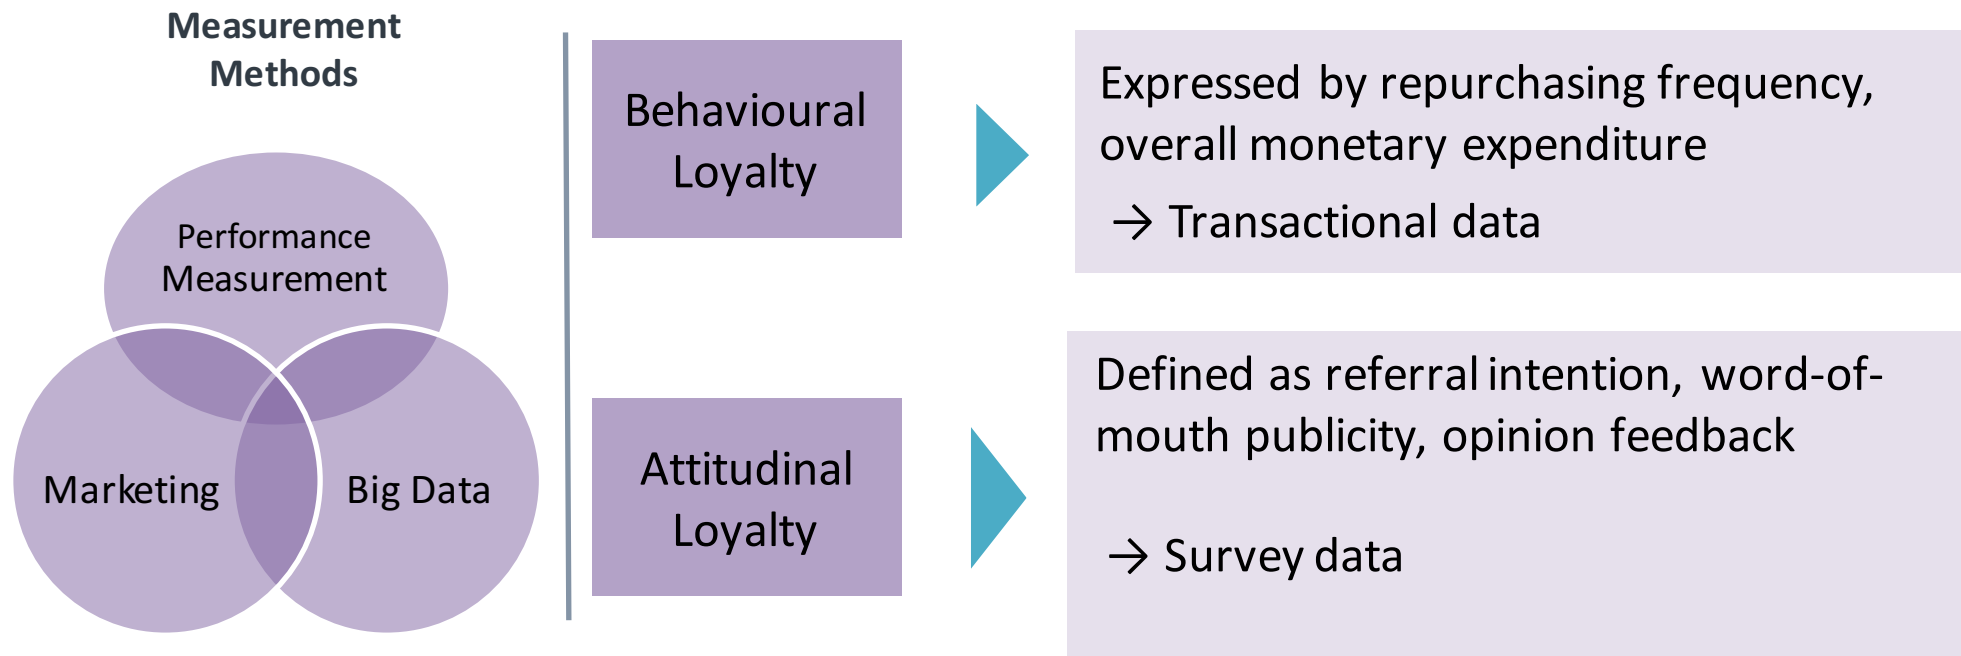 Measurement
Methods
Performance
Measurement
Marketing
Big Data
Behavioural
Loyalty
Expressed by repurchasing frequency,
overall monetary expenditure
→ Transactional data
Attitudinal
Loyalty
Defined as referral intention, word-of-
mouth publicity, opinion feedback
→ Survey data